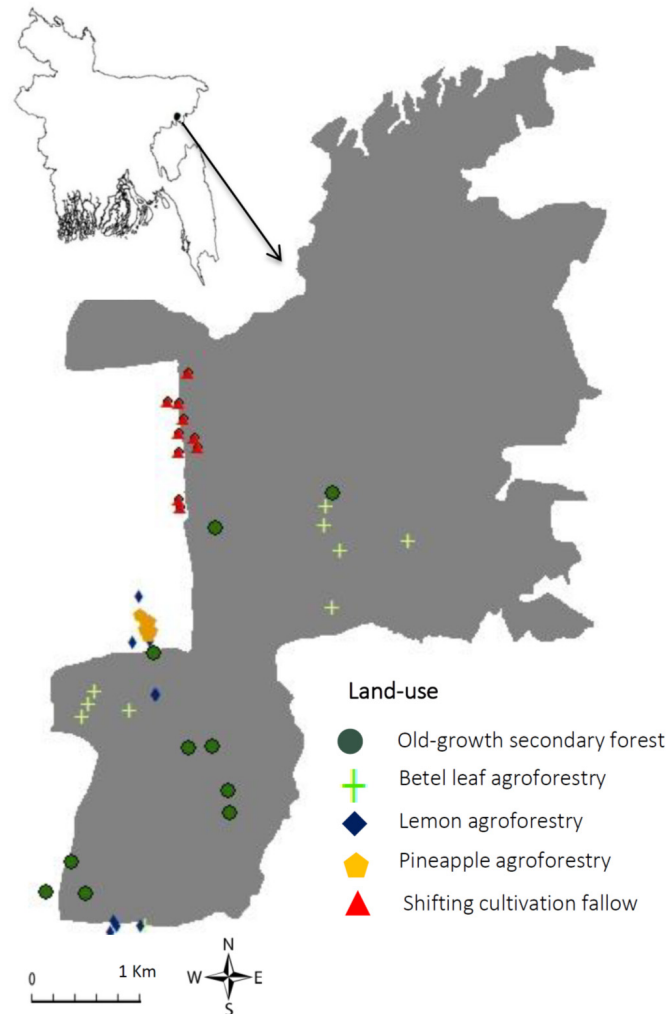 Land-use
Old-growth secondary forest
Betel leaf agroforestry
Lemon agroforestry
Pineapple agroforestry
Shifting cultivation fallow
0
1 Km
N
W E
S